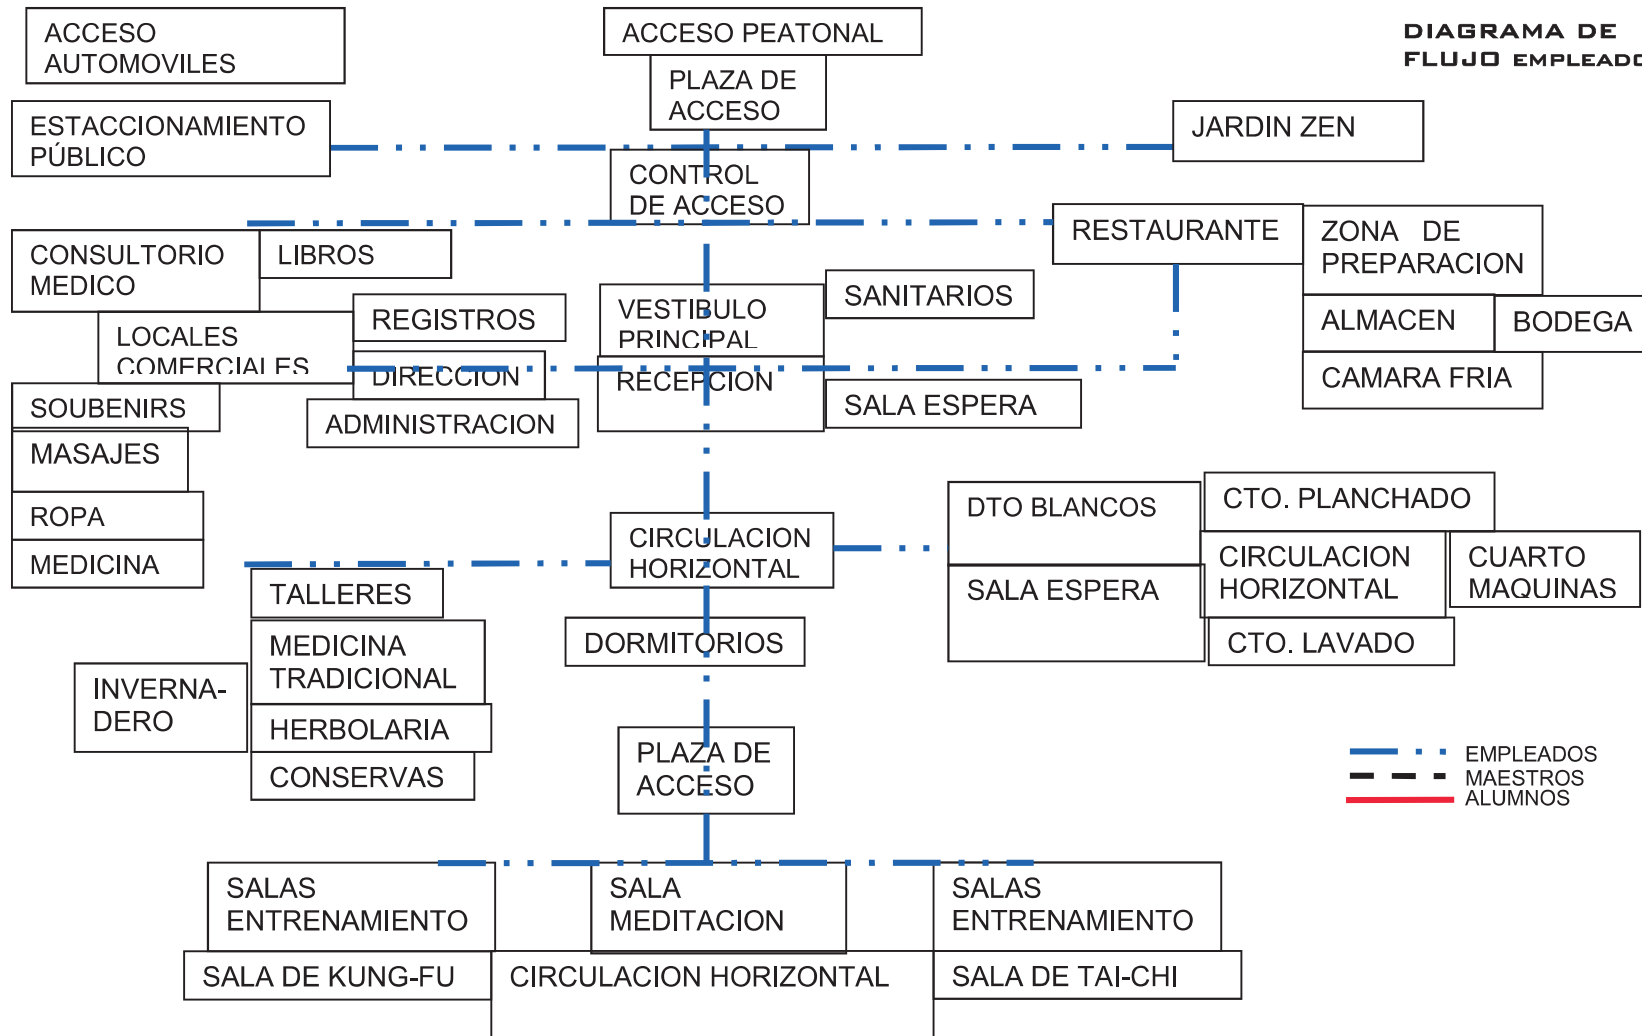 ACCESO
AUTOMOVILES
ACCESO PEATONAL
DIAGRAMA DE
FLUJO EMPLEADO
PLAZA DE
ACCESO
ESTACCIONAMIENTO
PÚBLICO
JARDIN ZEN
CONTROL
DE ACCESO
RESTAURANTE
ZONA DE
PREPARACION
CONSULTORIO
MEDICO
LIBROS
SANITARIOS
VESTIBULO
PRINCIPAL
REGISTROS
ALMACEN
BODEGA
LOCALES
COMERCIALES
DIRECCION
RECEPCION
CAMARA FRIA
SOUBENIRS
ADMINISTRACION
SALA ESPERA
MASAJES
ROPA
MEDICINA
DTO BLANCOS
CTO. PLANCHADO
CIRCULACION
HORIZONTAL
CIRCULACION
HORIZONTAL
CUARTO
MAQUINAS
SALA ESPERA
TALLERES
DORMITORIOS
CTO. LAVADO
MEDICINA
TRADICIONAL
INVERNA-
DERO
HERBOLARIA
CONSERVAS
PLAZA DE
ACCESO
EMPLEADOS
MAESTROS
ALUMNOS
SALAS
ENTRENAMIENTO
SALA
MEDITACION
SALAS
ENTRENAMIENTO
SALA DE KUNG-FU
CIRCULACION HORIZONTAL
SALA DE TAI-CHI